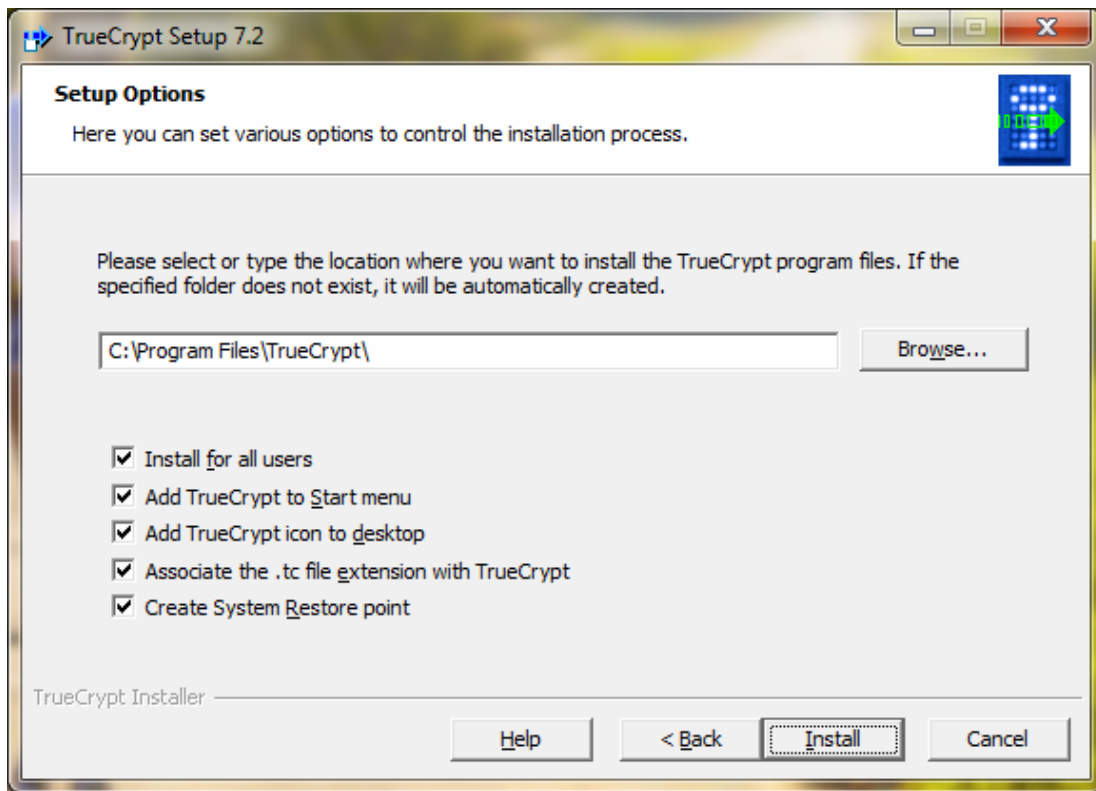 TrueCrypt Setup 7.2
Setup Options
Here you can set various options to control the installation process.
Please select or type the location where you want to install the TrueCrypt program files. If the
specified folder does not exist, it will be automatically created.
C:\Program Files\TrueCrypt\
Browse...
Install for all users
Add TrueCrypt to Start menu
Add TrueCrypt icon to desktop
Associate the .tc file extension with TrueCrypt
Create System Restore point
TrueCrypt Installer
Help
< Back
Install
Cancel